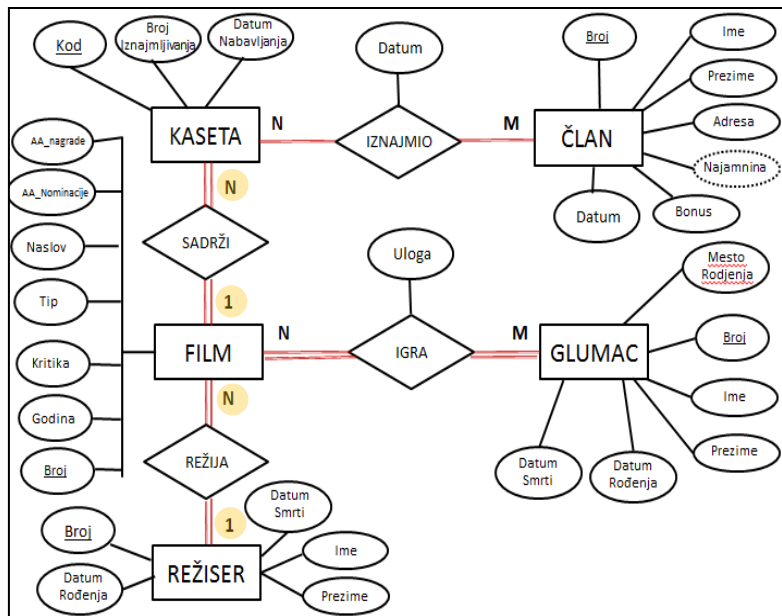 Kod
Broj
Iznajmljivanja
Datum
Nabavljanja
Datum
Broj
Ime
Prezime
Adresa
Najamnina
Bonus
Datum
KASETA
N
IZNAJMIO
M
ČLAN
AA_nagrade
AA_Nominacije
Naslov
Tip
Kritika
Godina
Broj
N
SADRŽI
1
Uloga
FILM
N
IGRA
M
GLUMAC
Mesto
Rodjenja
Broj
Ime
Prezime
Datum
Rođenja
Datum
Smrti
N
REŽIJA
1
Broj
Datum
Rođenja
REŽISER
Datum
Smrti
Ime
Prezime